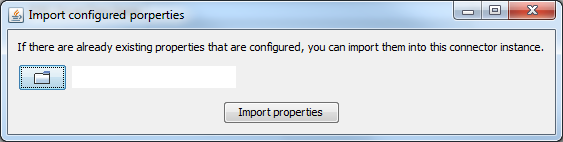 Import configured porperties
If there are already existing properties that are configured, you can import them into this connector instance.
Import properties